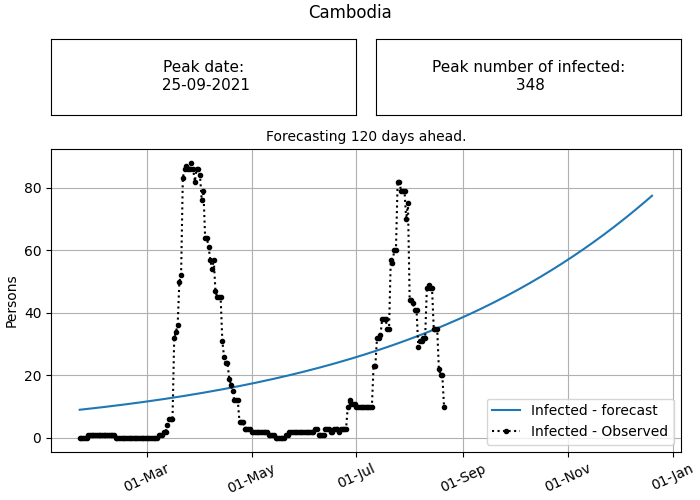 Cambodia
Peak date:
25-09-2021
Peak number of infected:
348
Forecasting 120 days ahead.
Persons
80
60
40
20
0
01-Mar
01-May
01-Jul
01-Sep
01-Nov
01-Jan
Infected - forecast
Infected - Observed